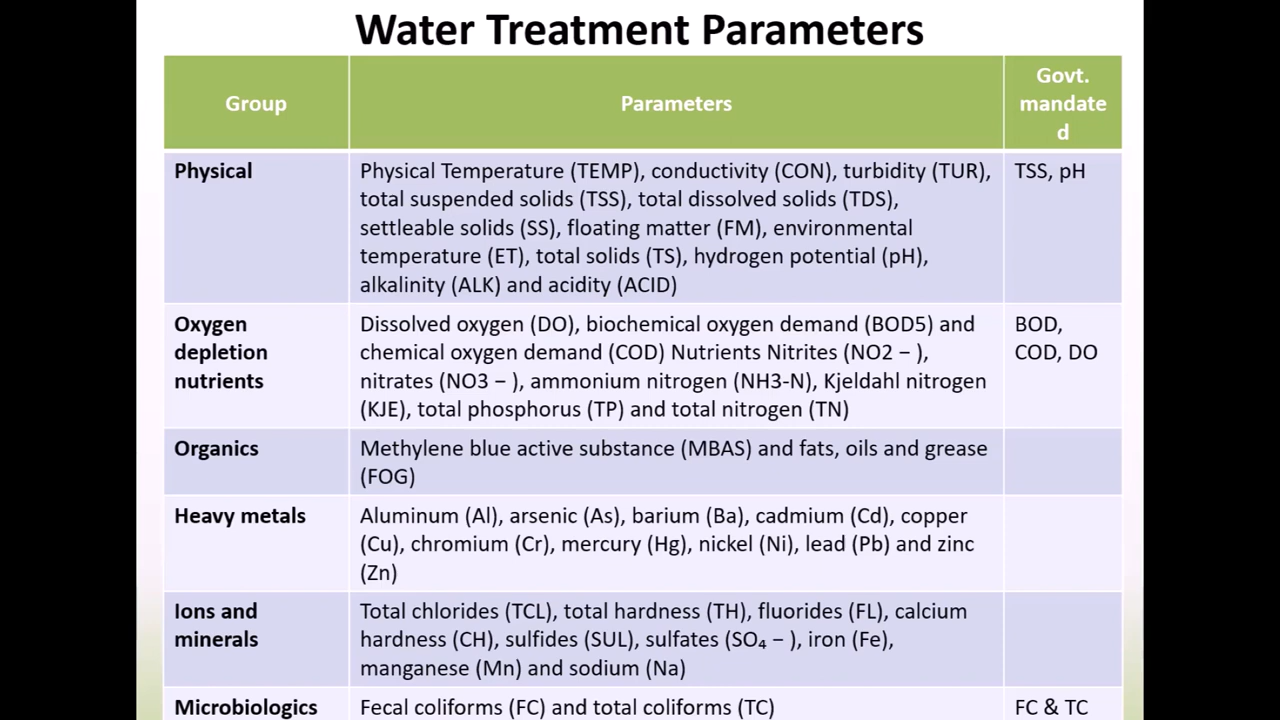 Water Treatment Parameters
Group
Parameters
Govt.
mandate
d
Physical
Physical Temperature (TEMP), conductivity (CON), turbidity (TUR),
total suspended solids (TSS), total dissolved solids (TDS),
settleable solids (SS), floating matter (FM), environmental
temperature (ET), total solids (TS), hydrogen potential (pH),
alkalinity (ALK) and acidity (ACID)
TSS, pH
Oxygen
depletion
nutrients
Dissolved oxygen (DO), biochemical oxygen demand (BOD5) and
chemical oxygen demand (COD) Nutrients Nitrites (NO2 − ),
nitrates (NO3 − ), ammonium nitrogen (NH3-N), Kjeldahl nitrogen
(KJE), total phosphorus (TP) and total nitrogen (TN)
BOD,
COD, DO
Organics
Methylene blue active substance (MBAS) and fats, oils and grease
(FOG)
Heavy metals
Aluminum (Al), arsenic (As), barium (Ba), cadmium (Cd), copper
(Cu), chromium (Cr), mercury (Hg), nickel (Ni), lead (Pb) and zinc
(Zn)
Ions and
minerals
Total chlorides (TCL), total hardness (TH), fluorides (FL), calcium
hardness (CH), sulfides (SUL), sulfates (SO₄ − ), iron (Fe),
manganese (Mn) and sodium (Na)
Microbiologics
Fecal coliforms (FC) and total coliforms (TC)
FC & TC